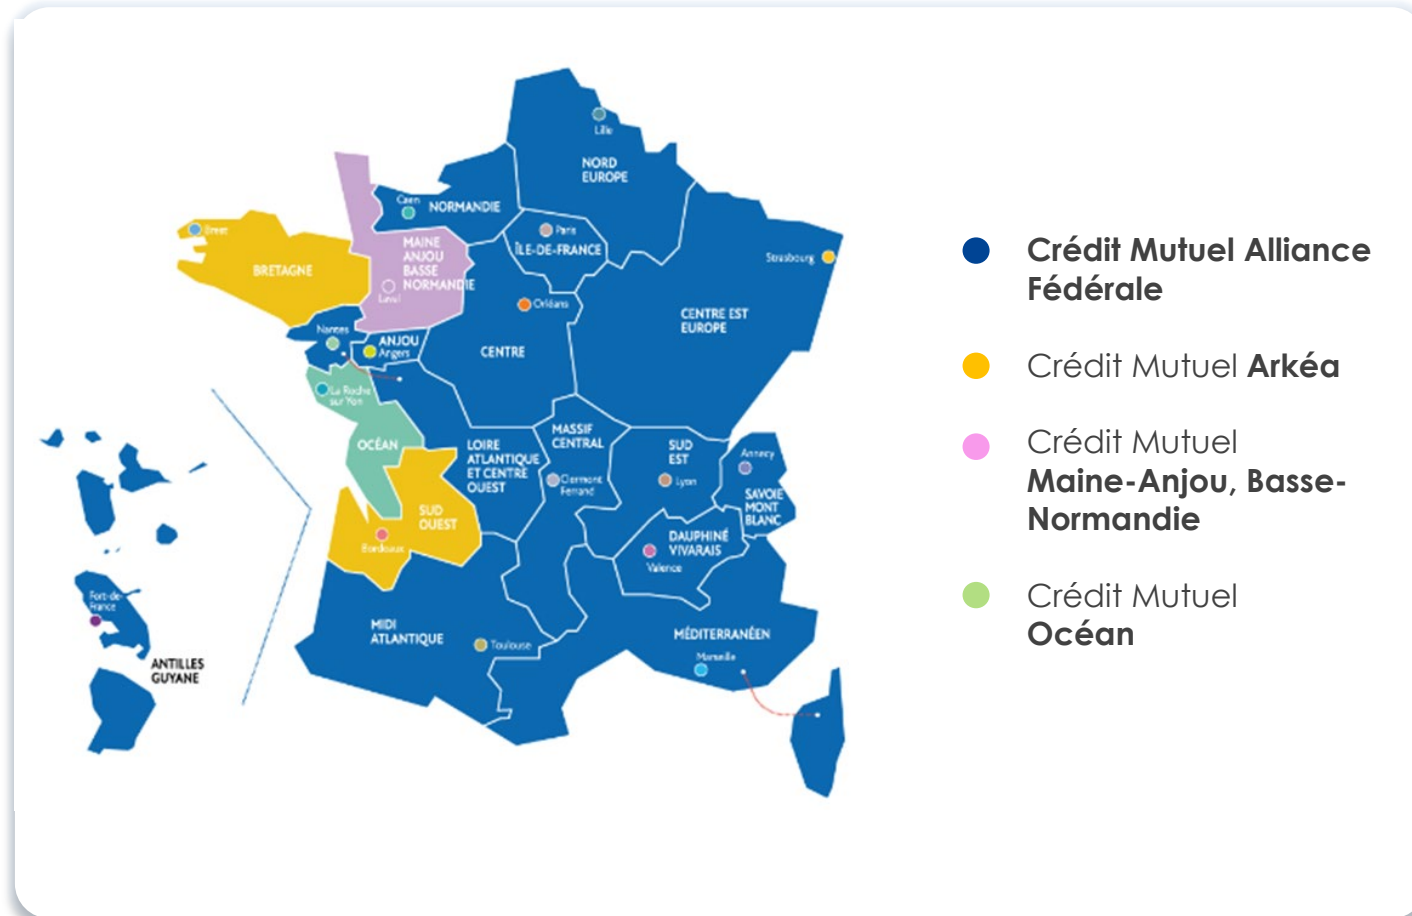 Lille
NORD
EUROPE
Caen
NORMANDIE
Brest
Paris
ÎLE-DE-FRANCE
MAINE
ANJOU
BASSE
NORMANDIE
Laval
BRETAGNE
Strasbourg
Orléans
CENTRE EST
EUROPE
Nantes
ANJOU
Angers
CENTRE
La Roche
sur Yon
OCÉAN
LOIRE
ATLANTIQUE
ET CENTRE
OUEST
MASSIF
CENTRAL
Clermont
Ferrand
SUD
EST
Lyon
Annecy
SAVOIE
MONT
BLANC
SUD
OUEST
Bordeaux
DAUPHINÉ
VIVARAIS
Valence
MIDI
ATLANTIQUE
Toulouse
MÉDITERRANÉEN
Marseille
Fort-de-
France
ANTILLES
GUYANE
Crédit Mutuel Alliance
Fédérale
Crédit Mutuel Arkéa
Crédit Mutuel
Maine-Anjou, Basse-
Normandie
Crédit Mutuel
Océan